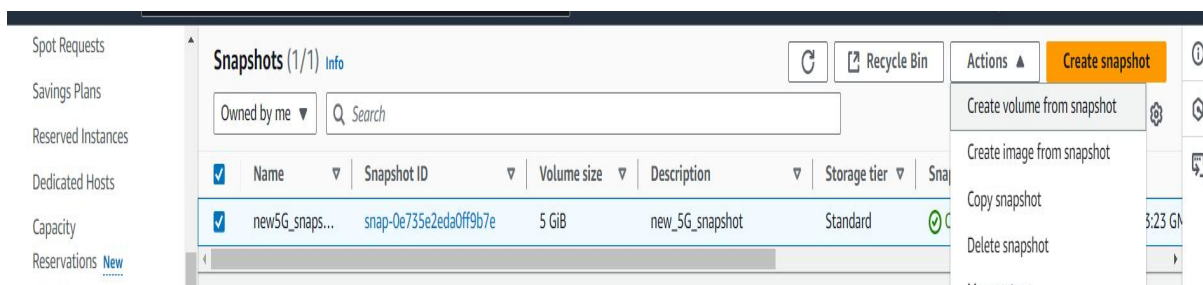 Spot Requests
Savings Plans
Reserved Instances
Dedicated Hosts
Capacity
Reservations New
Snapshots (1/1) Info
Recycle Bin
Actions
Create snapshot
Owned by me
Search
Create volume from snapshot
Create image from snapshot
Copy snapshot
Delete snapshot
Name Snapshot ID Volume size Description Storage tier
new5G_snaps... snap-0e735e2eda0ff9b7e 5 GiB new_5G_snapshot Standard